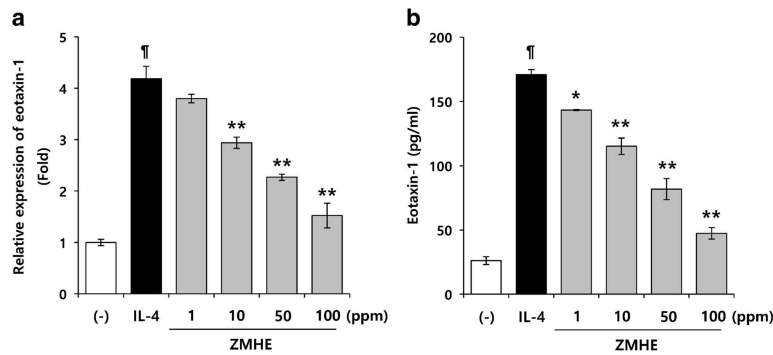 a
Relative expression of eotaxin-1
(Fold)
5
4
3
2
1
0
¶
**
**
**
(-) IL-4 1 10 50 100 (ppm)
ZMHE
b
Eotaxin-1 (pg/ml)
200
150
100
50
0
¶
*
**
**
**
(-) IL-4 1 10 50 100 (ppm)
ZMHE